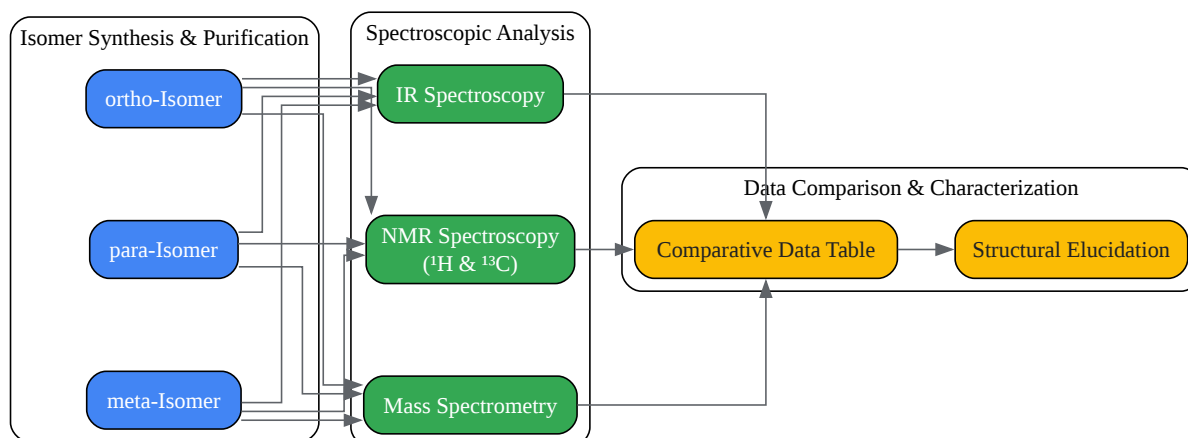 Isomer Synthesis & Purification
ortho-Isomer
para-Isomer
meta-Isomer
Spectroscopic Analysis
IR Spectroscopy
NMR Spectroscopy
(¹H & ¹³C)
Mass Spectrometry
Data Comparison & Characterization
Comparative Data Table
Structural Elucidation